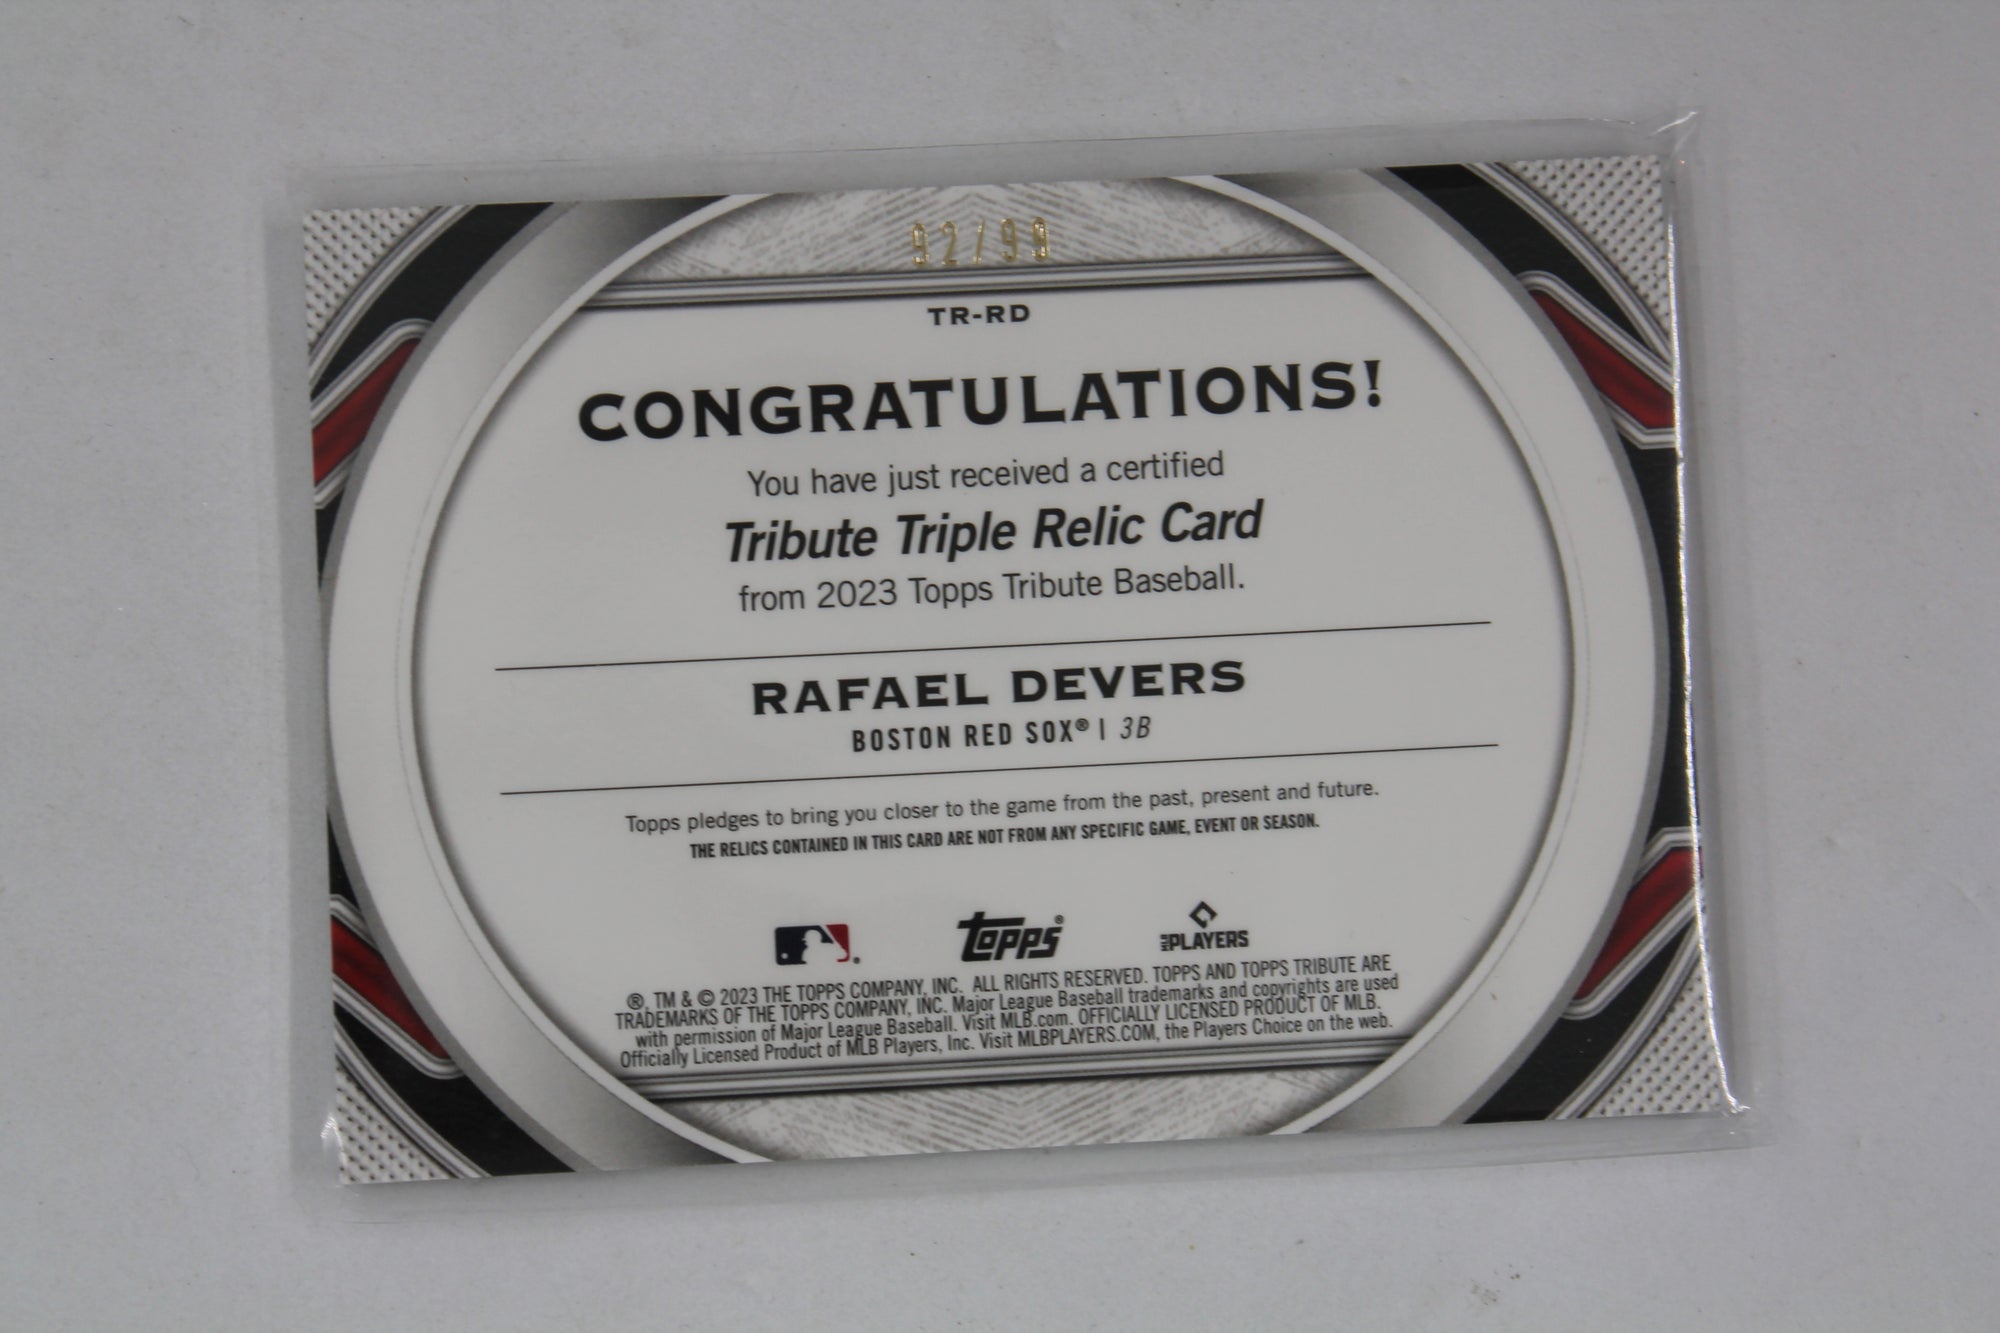 92/99
TR-RD
CONGRATULATIONS!
You have just received a certified
Tribute Triple Relic Card
from 2023 Topps Tribute Baseball.
RAFAEL DEVERS
BOSTON RED SOX® | 3B
Topps pledges to bring you closer to the game from the past, present and future.
THE RELICS CONTAINED IN THIS CARD ARE NOT FROM ANY SPECIFIC GAME, EVENT OR SEASON.
topps® MLB PLAYERS
®, TM & © 2023 THE TOPPS COMPANY, INC. ALL RIGHTS RESERVED. TOPPS AND TOPPS TRIBUTE ARE
TRADEMARKS OF THE TOPPS COMPANY, INC. Major League Baseball trademarks and copyrights are used
with permission of Major League Baseball. Visit MLB.com. OFFICIALLY LICENSED PRODUCT OF MLB.
Officially Licensed Product of MLB Players, Inc. Visit MLBPLAYERS.COM, the Players Choice on the web.